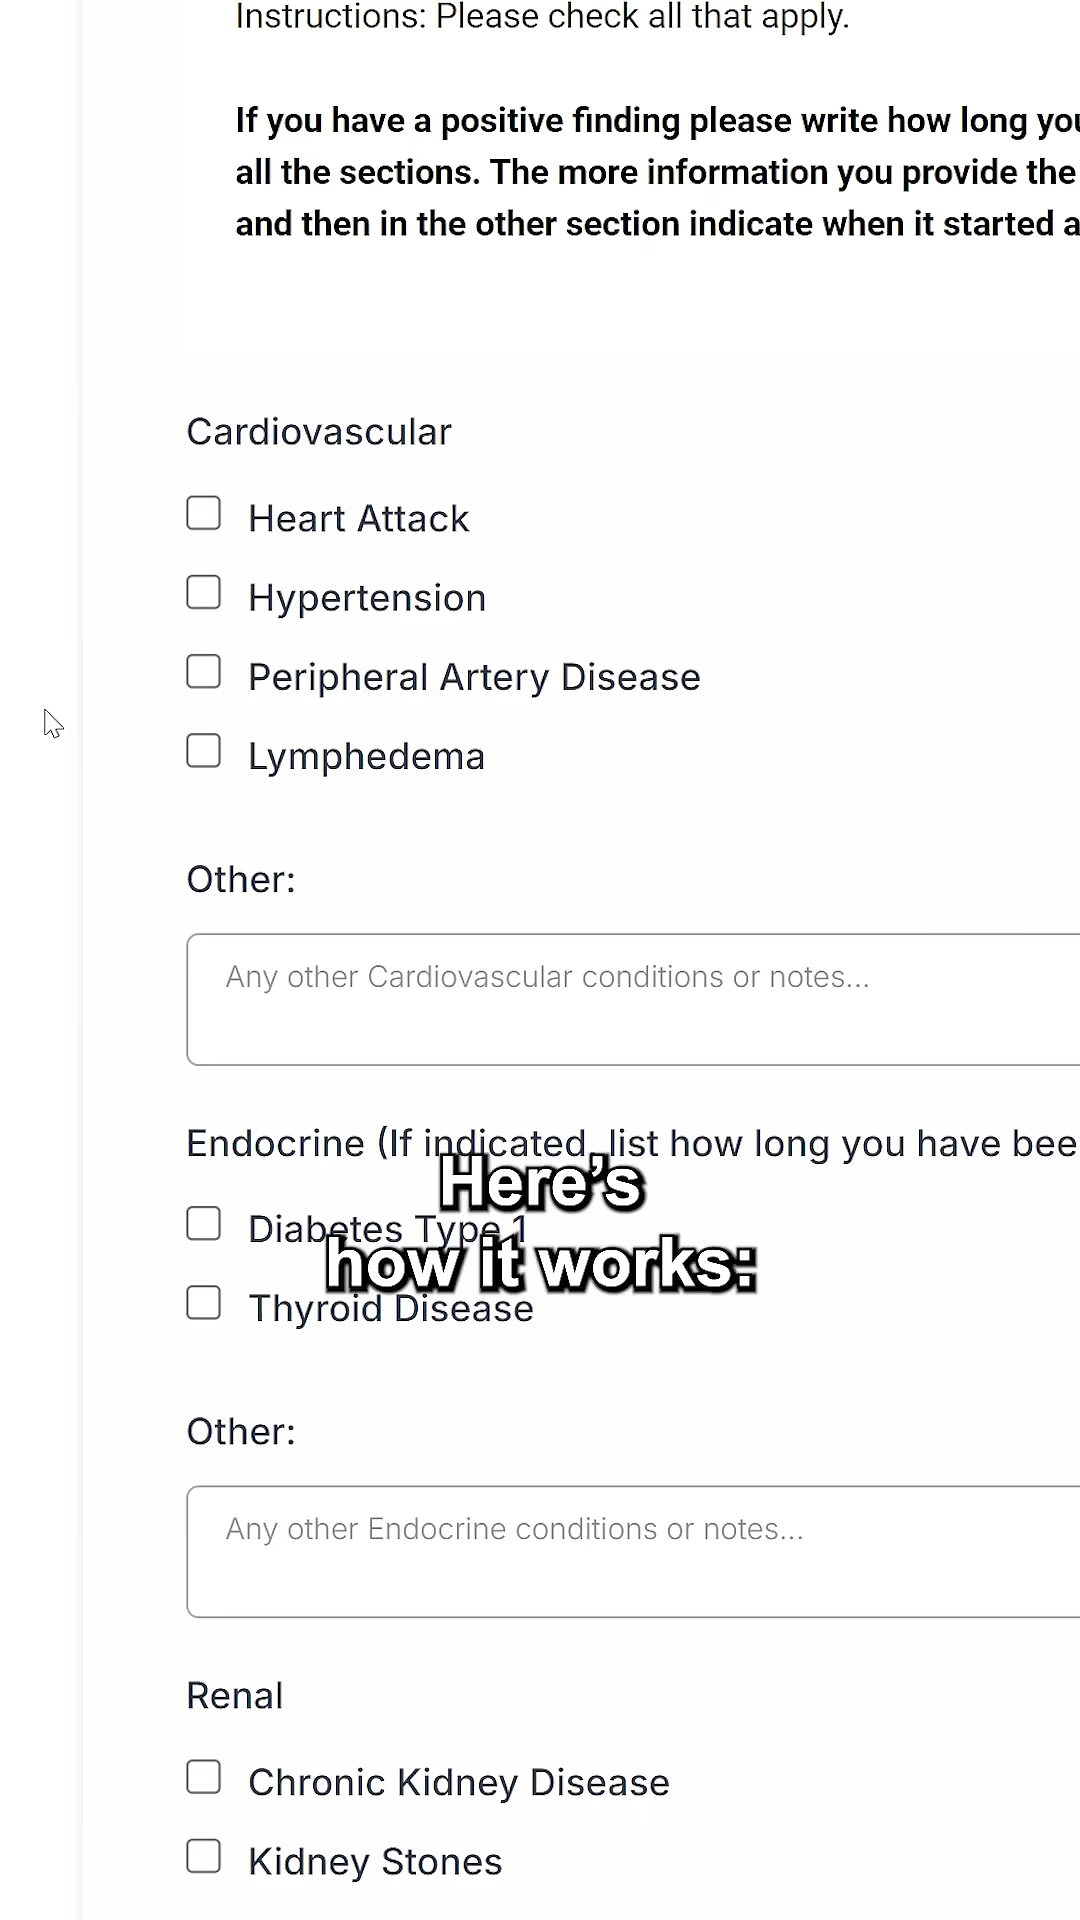 Instructions: Please check all that apply.
If you have a positive finding please write how long you
all the sections. The more information you provide the
and then in the other section indicate when it started a
Cardiovascular
Heart Attack
Hypertension
Peripheral Artery Disease
Lymphedema
Other:
Any other Cardiovascular conditions or notes...
Endocrine (If indicated, list how long you have bee
Here's
Diabetes Type 1
how it works:
Thyroid Disease
Other:
Any other Endocrine conditions or notes...
Renal
Chronic Kidney Disease
Kidney Stones